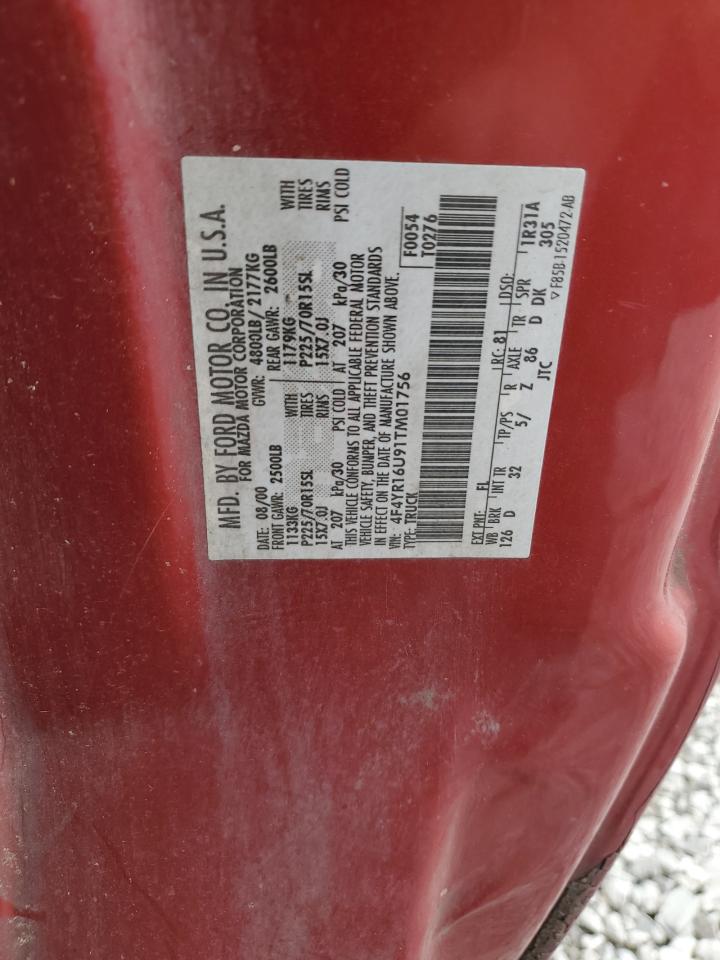 MFD. BY FORD MOTOR CO. IN U.S.A.
FOR MAZDA MOTOR CORPORATION
DATE: 08/00 GVWR: 4800LB/ 2177KG
FRONT GAWR: 2500LB REAR GAWR: 2600LB
1133KG WITH 1179KG WITH
P225/70R15SL TIRES P225/70R15SL TIRES
15X7.0J RIMS 15X7.0J RIMS
AT 207 kPa/30 PSI COLD AT 207 kPa/30 PSI COLD
THIS VEHICLE CONFORMS TO ALL APPLICABLE FEDERAL MOTOR
VEHICLE SAFETY, BUMPER, AND THEFT PREVENTION STANDARDS
IN EFFECT ON THE DATE OF MANUFACTURE SHOWN ABOVE.
VIN: 4F4YR16U91TM01756
TYPE: TRUCK
F0054
T0276
EXT PNT: FL RC: 81 DSO:
WB BRK INT TR TP/PS R AXLE TR SPR 1R31A
126 D 32 5/ Z 86 D DK 305
JTC
▽ F85B-1520472-AB